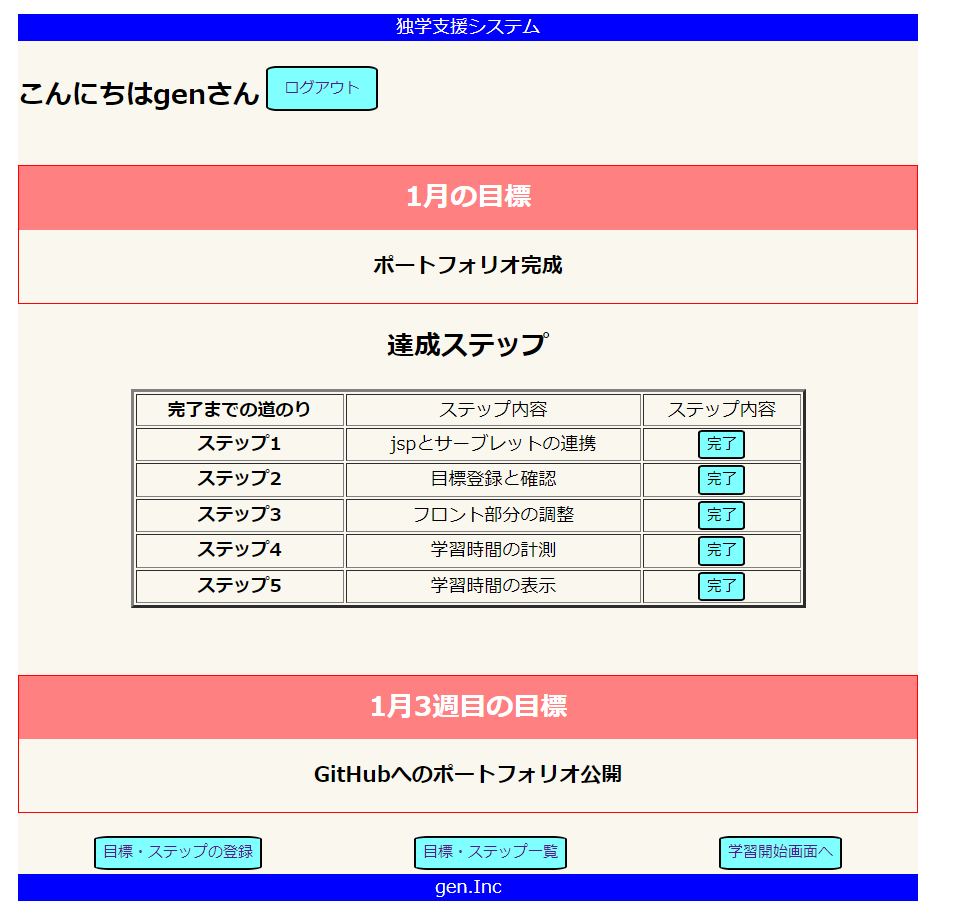 独学支援システム
こんにちはgenさん ログアウト
1月の目標
ポートフォリオ完成
達成ステップ
完了までの道のり ステップ内容 ステップ内容
ステップ1 jspとサーブレットの連携 完了
ステップ2 目標登録と確認 完了
ステップ3 フロント部分の調整 完了
ステップ4 学習時間の計測 完了
ステップ5 学習時間の表示 完了
1月3週目の目標
GitHubへのポートフォリオ公開
目標・ステップの登録 目標・ステップ一覧 学習開始画面へ
gen.Inc